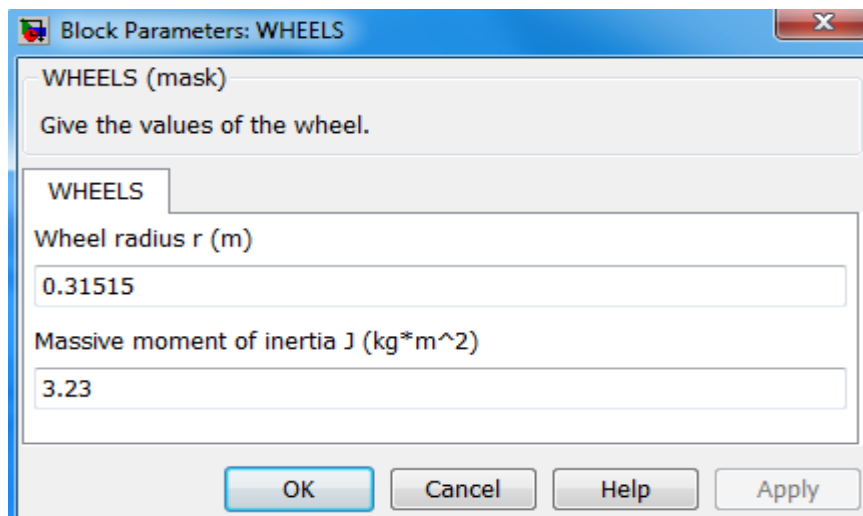 Block Parameters: WHEELS
WHEELS (mask)
Give the values of the wheel.
WHEELS
Wheel radius r (m)
0.31515
Massive moment of inertia J (kg*m^2)
3.23
OK Cancel Help Apply